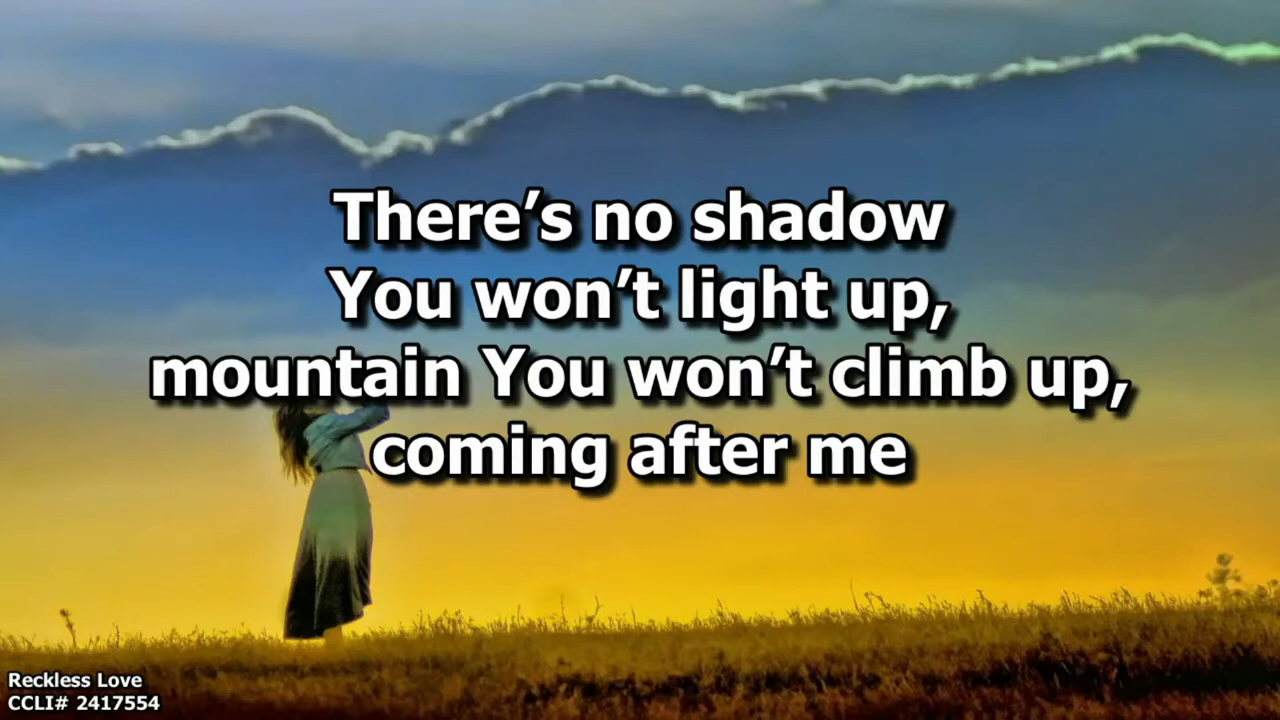 There’s no shadow
You won’t light up,
mountain You won’t climb up,
coming after me
Reckless Love
CCLI# 2417554